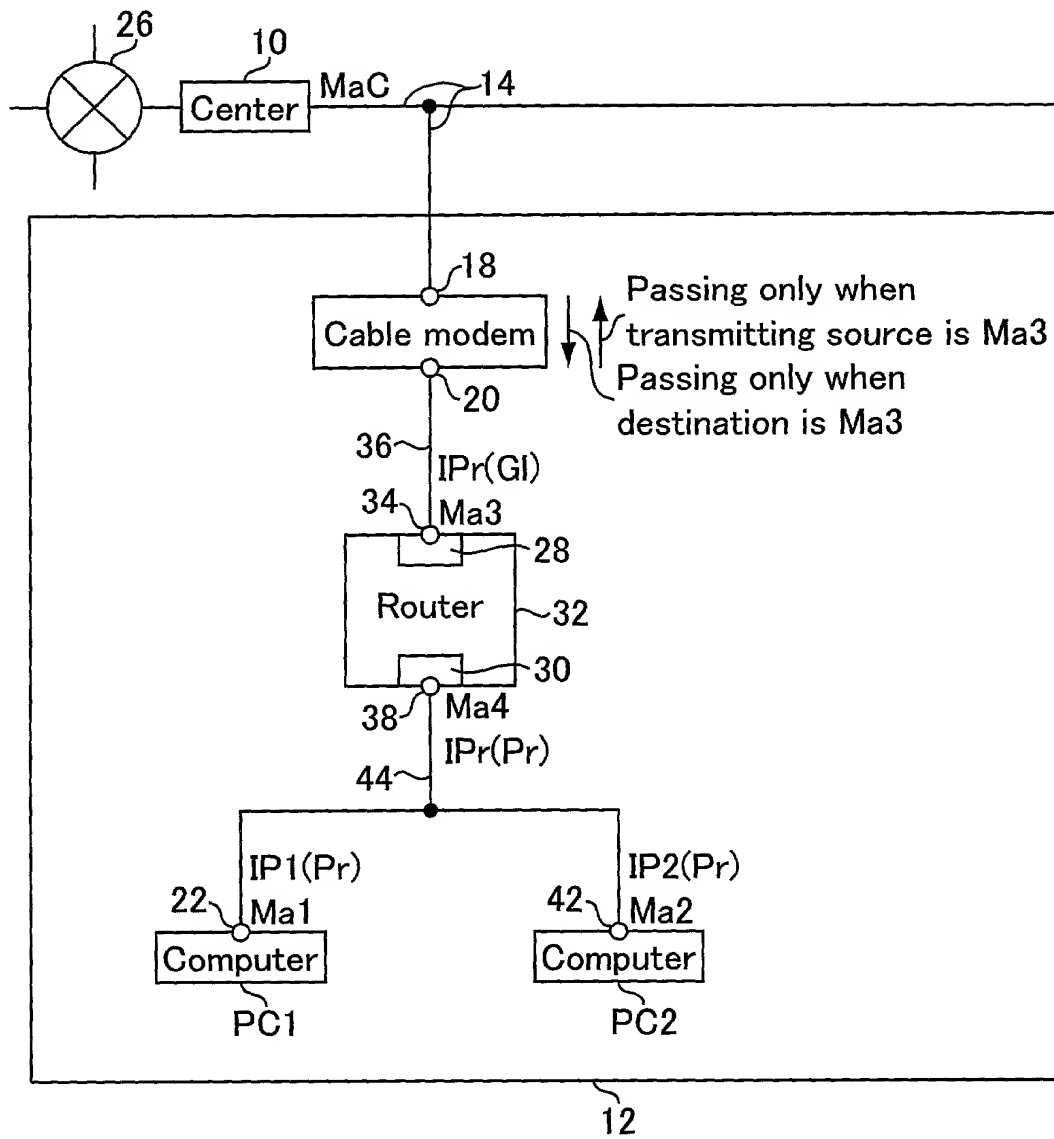 26
10
MaC
14
Center
18
Cable modem
Passing only when
transmitting source is Ma3
Passing only when
destination is Ma3
20
36
IPr(Gl)
34
Ma3
28
Router
32
30
38
Ma4
IPr(Pr)
44
IP1(Pr)
IP2(Pr)
22
Ma1
42
Ma2
Computer
Computer
PC1
PC2
12